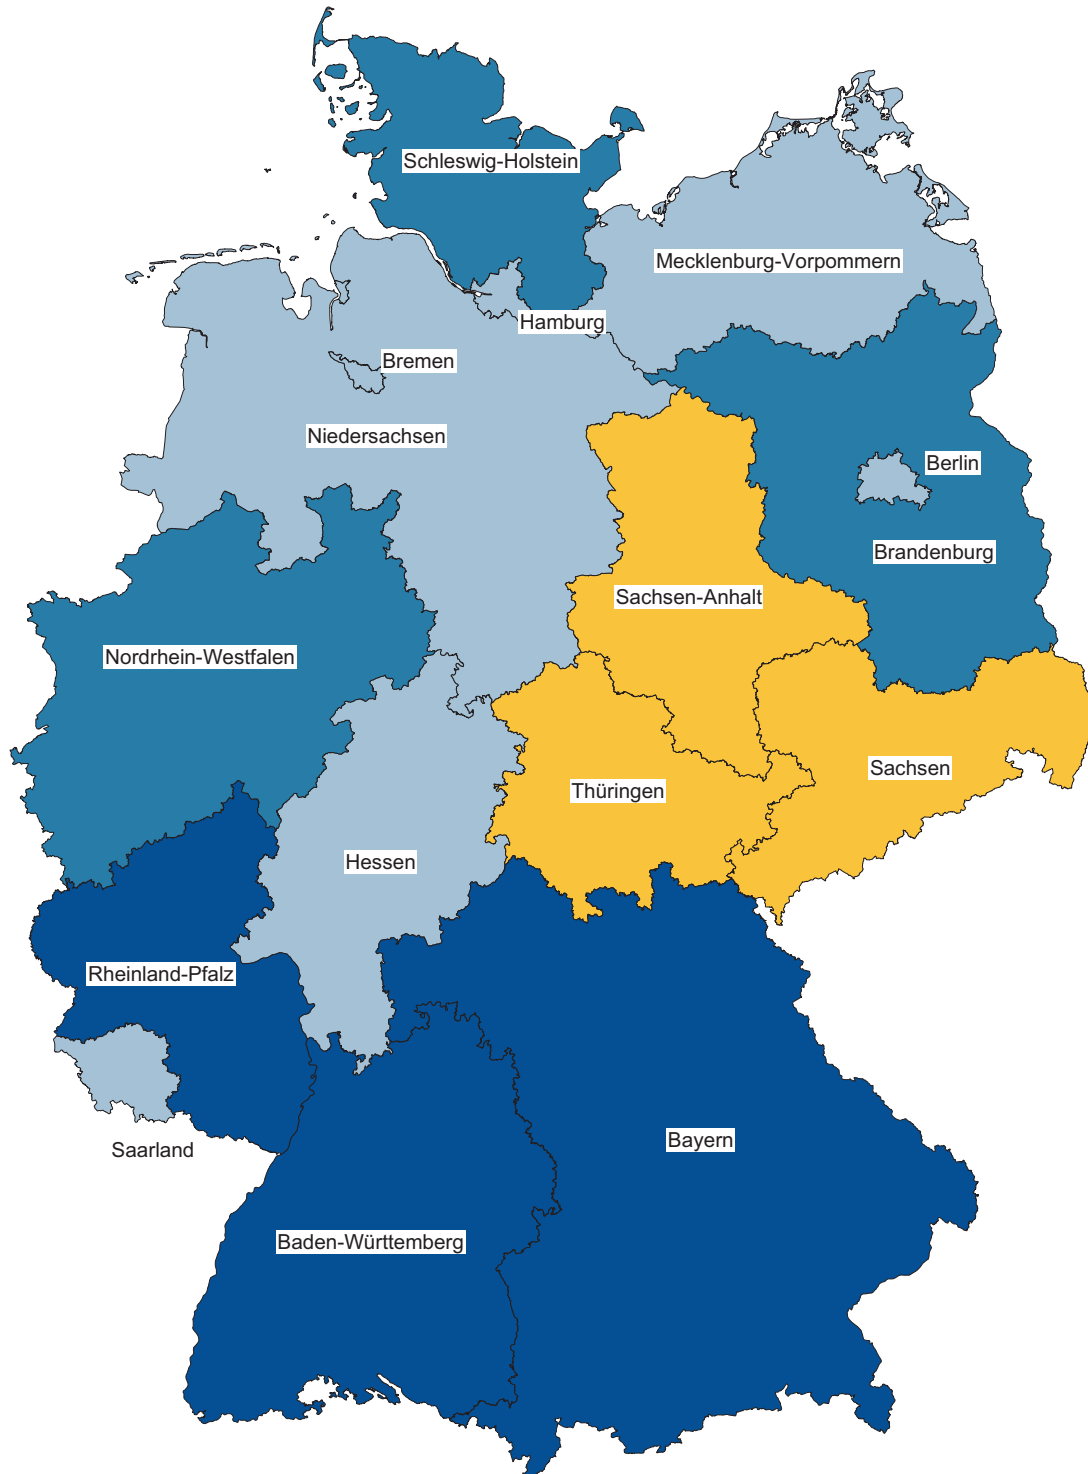 Schleswig-Holstein
Mecklenburg-Vorpommern
Hamburg
Bremen
Niedersachsen
Berlin
Brandenburg
Sachsen-Anhalt
Nordrhein-Westfalen
Sachsen
Thüringen
Hessen
Rheinland-Pfalz
Bayern
Saarland
Baden-Württemberg